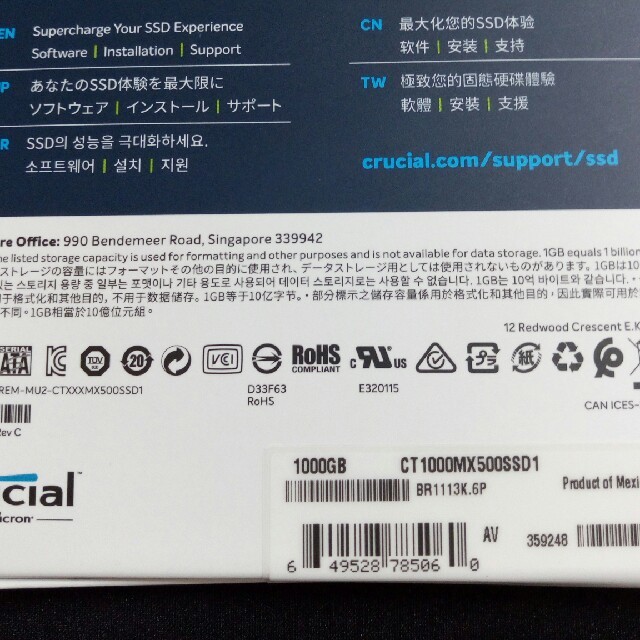 EN Supercharge Your SSD Experience
Software | Installation | Support
あなたのSSD体験を最大限に
ソフトウェア | インストール | サポート
SSD의 성능을 극대화하세요.
소프트웨어 | 설치 | 지원
CN 最大化您的SSD体验
软件 | 安装 | 支持
TW 極致您的固態硬碟體驗
軟體 | 安裝 | 支援
crucial.com/support/ssd
Office: 990 Bendemeer Road, Singapore 339942
listed storage capacity is used for formatting and other purposes and is not available for data storage. 1GB equals 1 billion
ストレージの容量にはフォーマットその他の目的に使用され、データストレージ用としては使用されないものがあります。1GBは10
는 스토리지 용량 중 일부는 포맷이나 기타 용도로 사용되어 데이터 스토리지로는 사용할 수 없습니다. 1GB는 10억 바이트와 같습니다.
于格式化和其他目的, 不用于数据储存。1GB等于10亿字节。• 部分標示之儲存容量係用於格式化和其他目的, 因此實際可用於
不同。1GB相當於10億位元組。
12 Redwood Crescent E.K
SERIAL
SATA
TÜV
20
VCI
RoHS
COMPLIANT
c UL US
プラ
紙
REM-MU2-CTXXXMX500SSD1
D33F63
RoHS
E320115
CAN ICES-
Rev C
1000GB CT1000MX500SSD1
BR1113K.6P
Product of Mexi
AV
359248
6 49528 78506 0
cial
micron